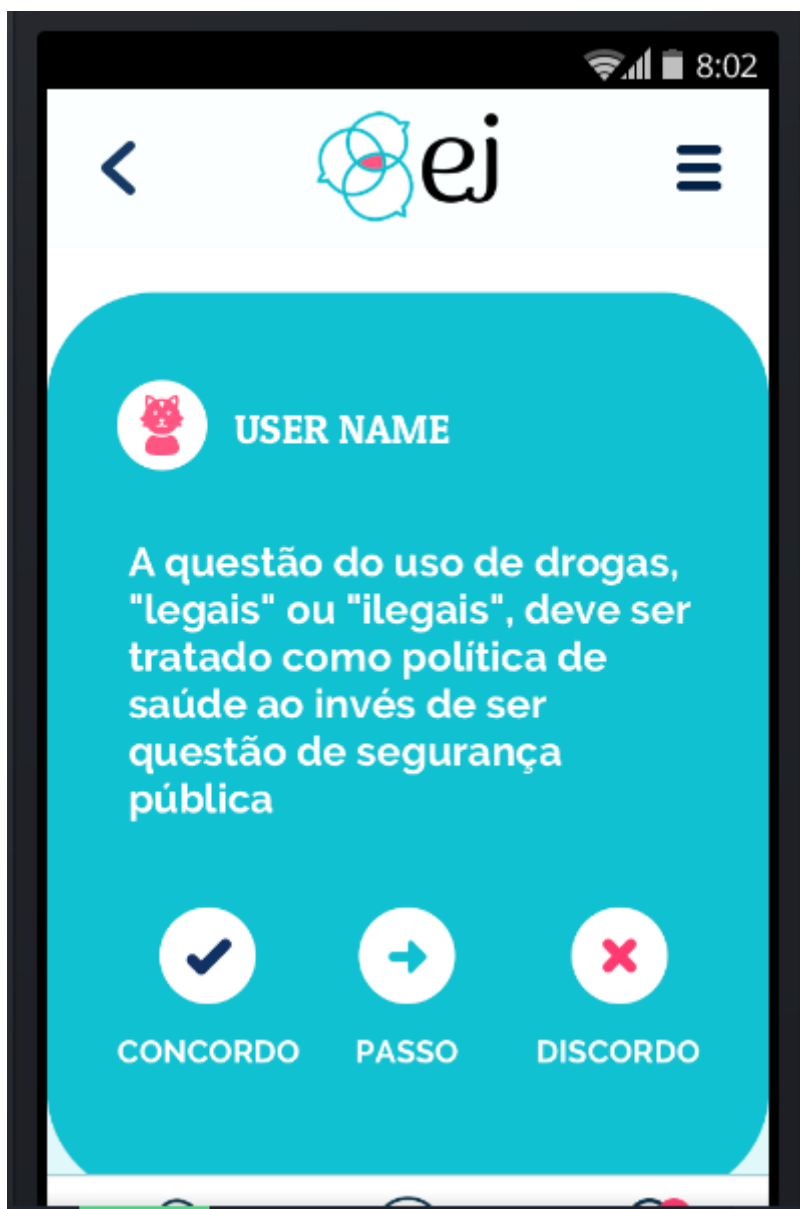 8:02
ej
USER NAME
A questão do uso de drogas,
"legais" ou "ilegais", deve ser
tratado como política de
saúde ao invés de ser
questão de segurança
pública
CONCORDO PASSO DISCORDO